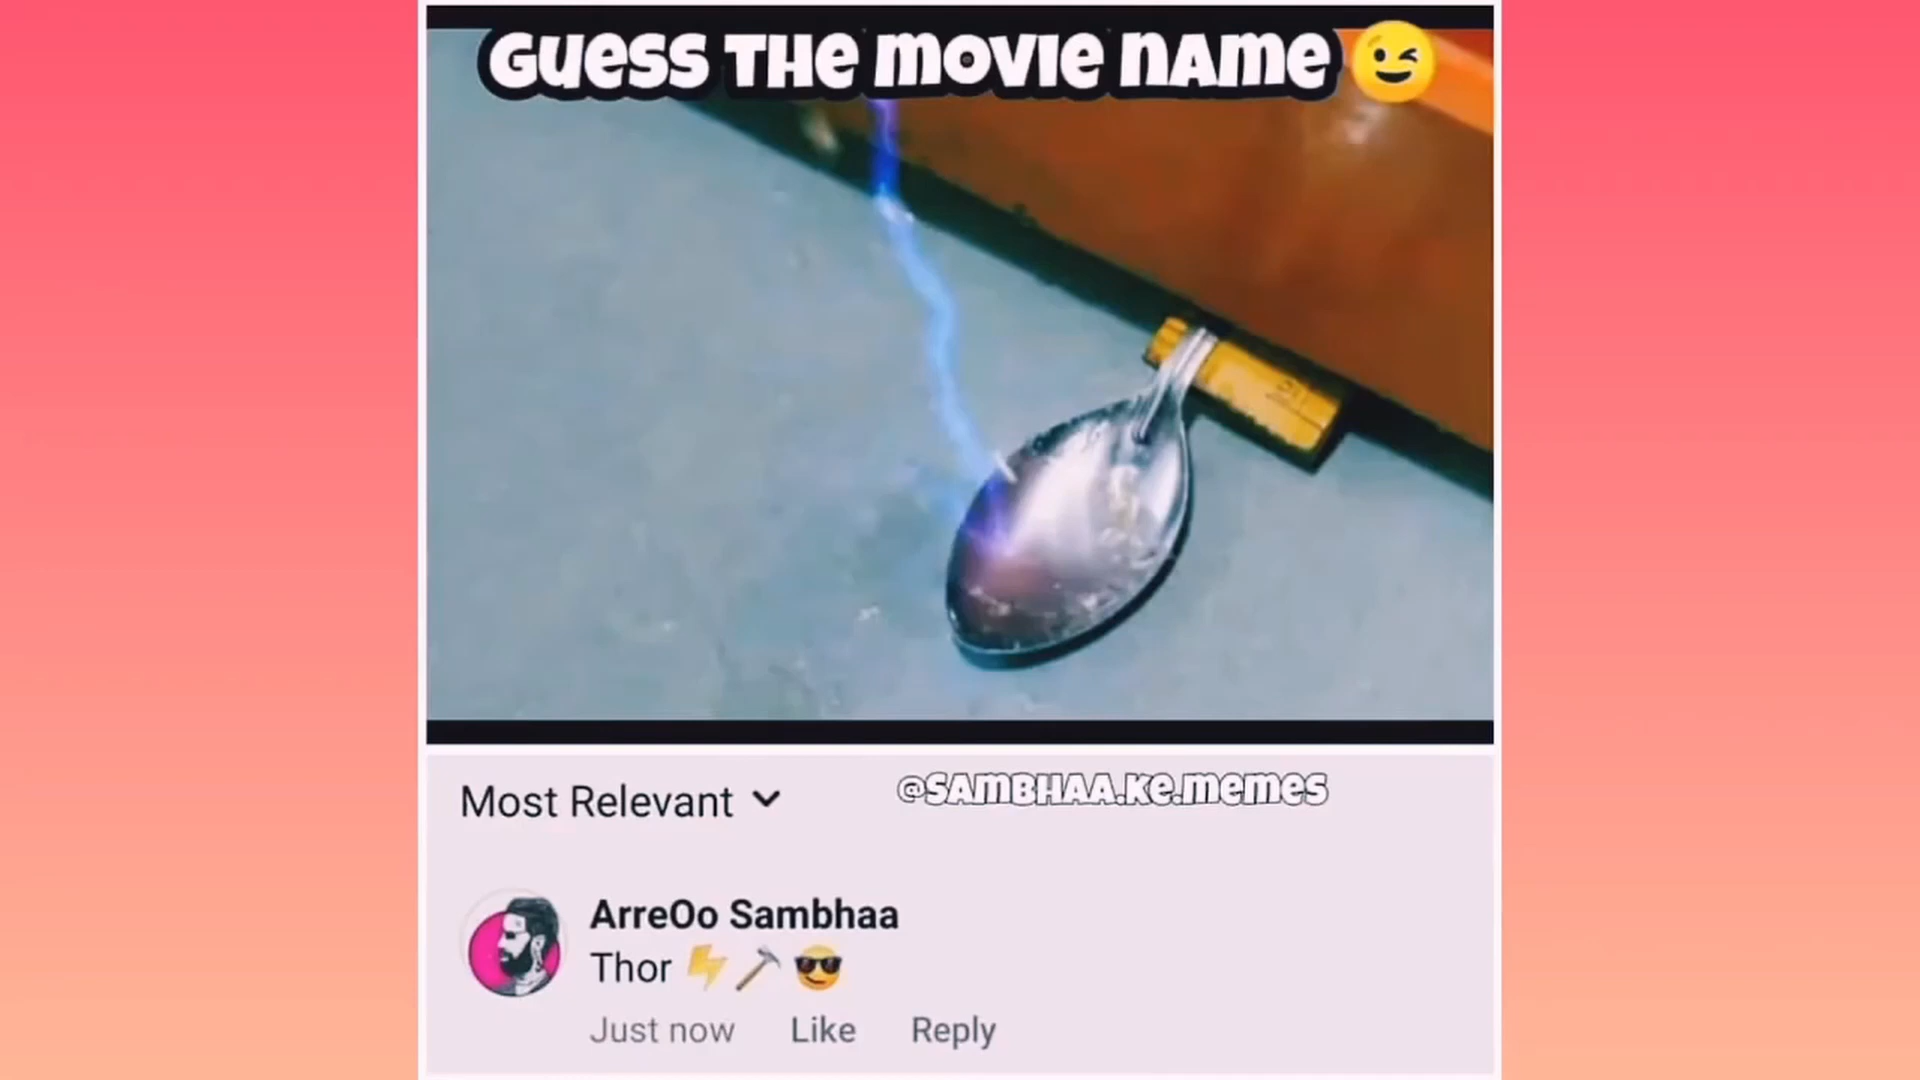 GUESS THE MOVIE NAME 😉
Most Relevant
@SAMBHAA.KE.MEMES
ArreOo Sambhaa
Thor ⚡🔨😎
Just now Like Reply